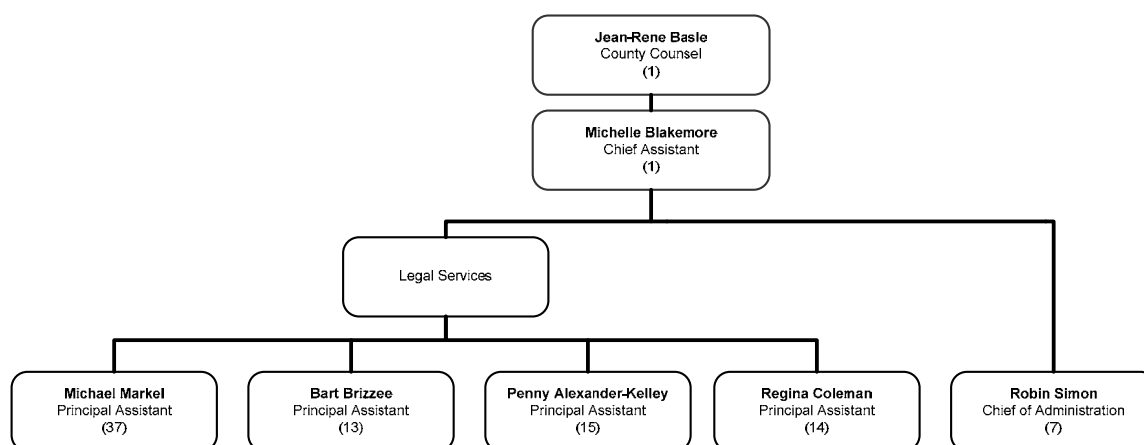 Jean-Rene Basle
County Counsel
(1)
Michelle Blakemore
Chief Assistant
(1)
Legal Services
Michael Markel
Principal Assistant
(37)
Bart Brizzee
Principal Assistant
(13)
Penny Alexander-Kelley
Principal Assistant
(15)
Regina Coleman
Principal Assistant
(14)
Robin Simon
Chief of Administration
(7)